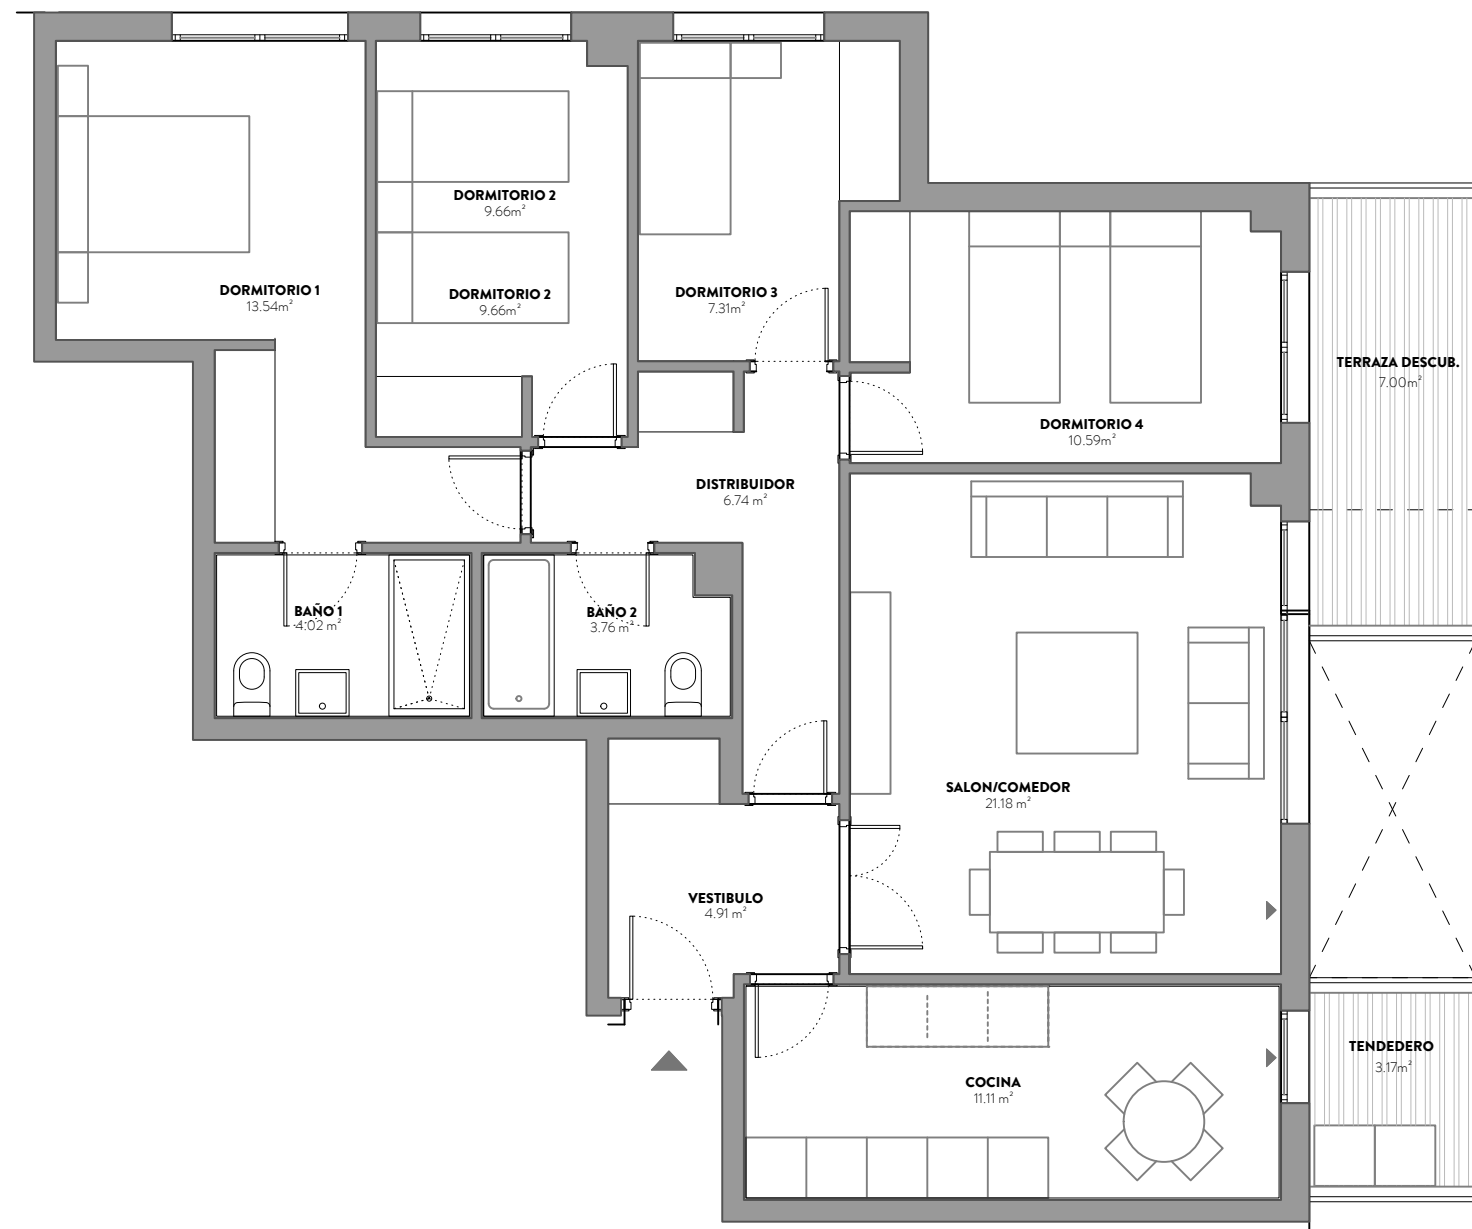 DORMITORIO 2
9.66m²
DORMITORIO 1
13.54m²
DORMITORIO 2
9.66m²
DORMITORIO 3
7.31m²
TERRAZA DESCUB.
7.00m²
DORMITORIO 4
10.59m²
DISTRIBUIDOR
6.74 m²
BAÑO 1
4.02 m²
BAÑO 2
3.76 m²
SALON/COMEDOR
21.18 m²
VESTIBULO
4.91 m²
TENDEDERO
3.17m²
COCINA
11.11 m²